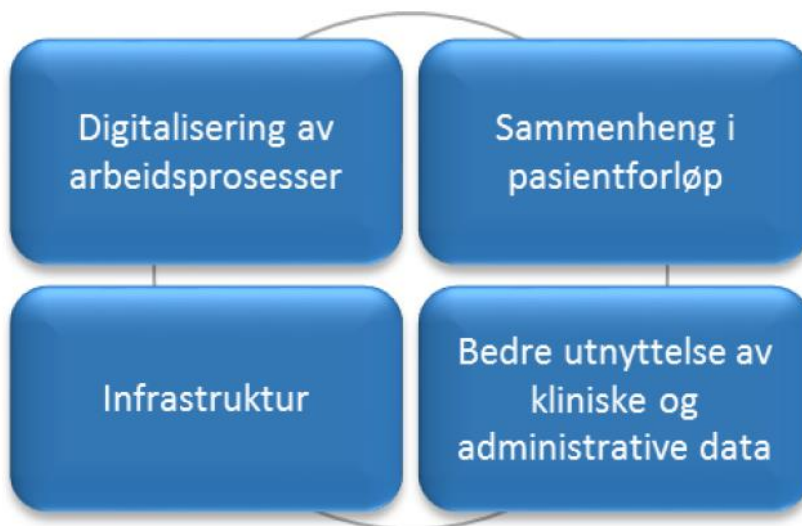 Digitalisering av
arbeidsprosesser
Sammenheng i
pasientforløp
Infrastruktur
Bedre utnyttelse av
kliniske og
administrative data